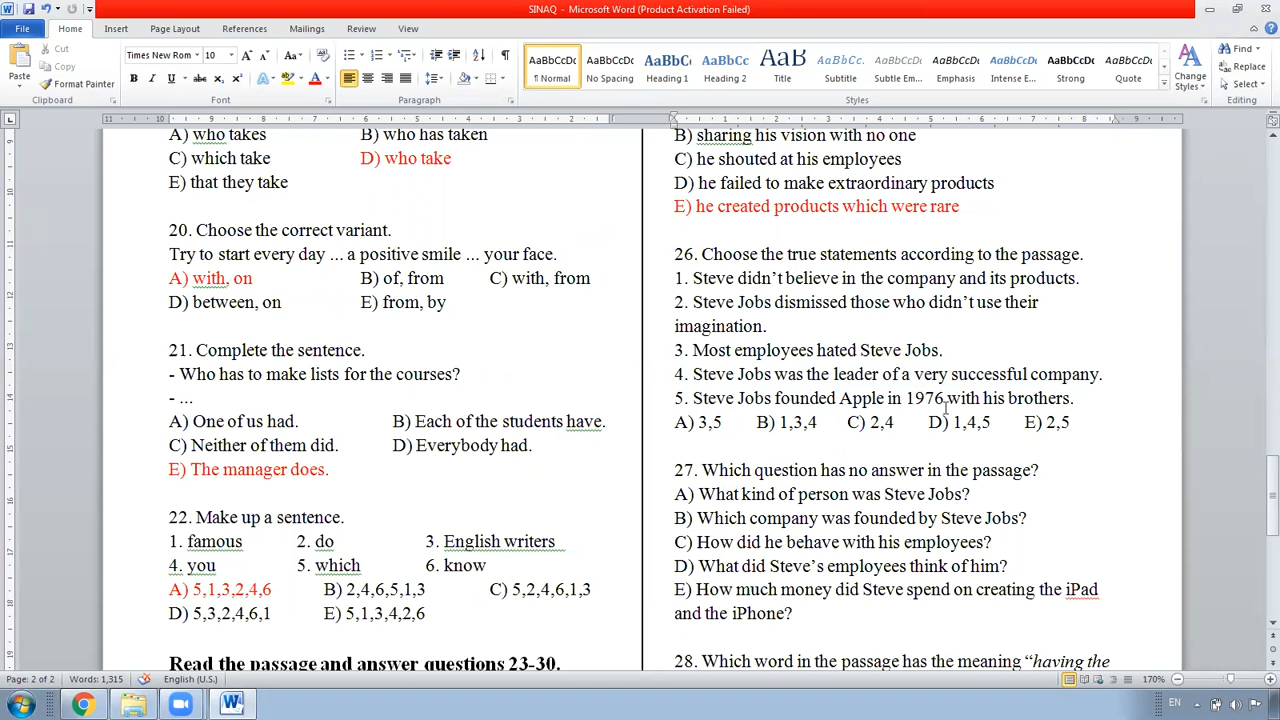 SINAQ - Microsoft Word (Product Activation Failed)
File Home Insert Page Layout References Mailings Review View
Paste
Cut
Copy
Format Painter
Clipboard
Times New Rom 10
Font
Paragraph
AaBbCcDc AaBbCcDc AaBbC AaBbCc AaB AaBbCcL AaBbCcDc AaBbCcDc AaBbCcDc AaBbCcDc AaBbCcDc
¶ Normal No Spacing Heading 1 Heading 2 Title Subtitle Subtle Em... Emphasis Intense E... Strong Quote
Styles
Change Styles
Find
Replace
Select
Editing
A) who takes B) who has taken
C) which take D) who take
E) that they take
20. Choose the correct variant.
Try to start every day ... a positive smile ... your face.
A) with, on B) of, from C) with, from
D) between, on E) from, by
21. Complete the sentence.
- Who has to make lists for the courses?
- ...
A) One of us had. B) Each of the students have.
C) Neither of them did. D) Everybody had.
E) The manager does.
22. Make up a sentence.
1. famous 2. do 3. English writers
4. you 5. which 6. know
A) 5,1,3,2,4,6 B) 2,4,6,5,1,3 C) 5,2,4,6,1,3
D) 5,3,2,4,6,1 E) 5,1,3,4,2,6
Read the passage and answer questions 23-30.
B) sharing his vision with no one
C) he shouted at his employees
D) he failed to make extraordinary products
E) he created products which were rare
26. Choose the true statements according to the passage.
1. Steve didn’t believe in the company and its products.
2. Steve Jobs dismissed those who didn’t use their
imagination.
3. Most employees hated Steve Jobs.
4. Steve Jobs was the leader of a very successful company.
5. Steve Jobs founded Apple in 1976 with his brothers.
A) 3,5 B) 1,3,4 C) 2,4 D) 1,4,5 E) 2,5
27. Which question has no answer in the passage?
A) What kind of person was Steve Jobs?
B) Which company was founded by Steve Jobs?
C) How did he behave with his employees?
D) What did Steve’s employees think of him?
E) How much money did Steve spend on creating the iPad
and the iPhone?
28. Which word in the passage has the meaning “having the
Page: 2 of 2 Words: 1,315 English (U.S.) 170%
EN